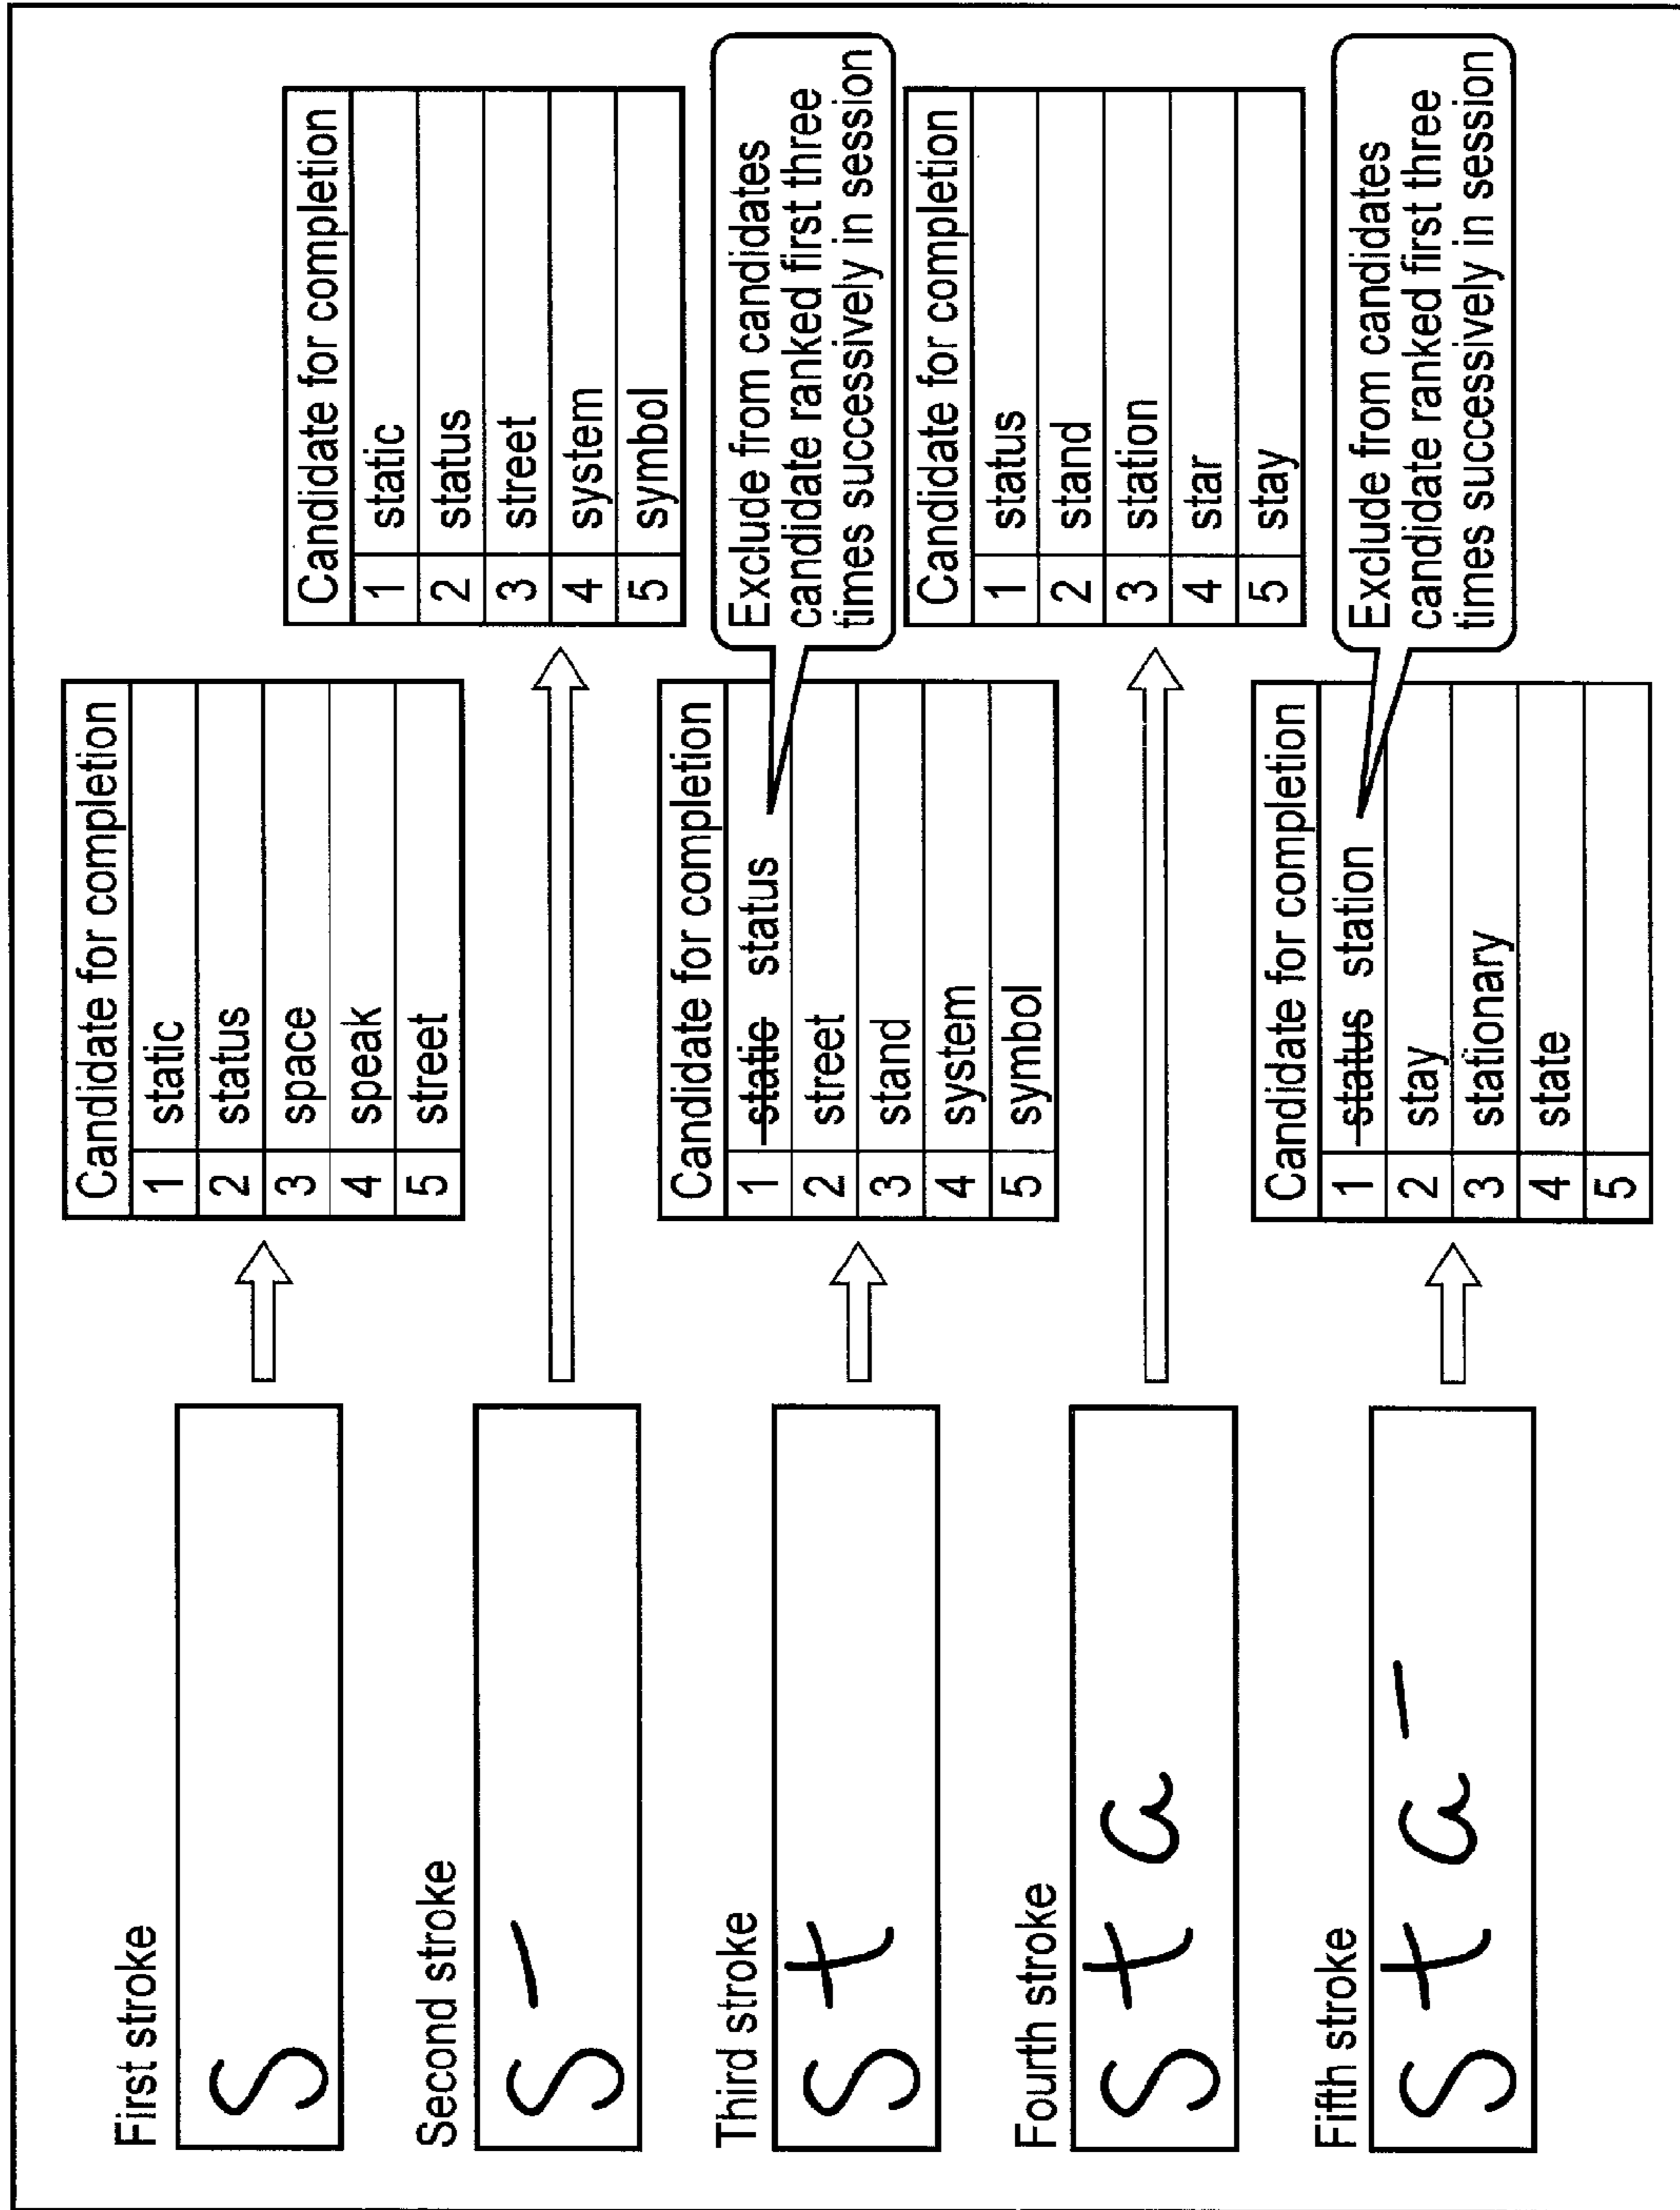 First stroke
S
Candidate for completion
1 static
2 status
3 space
4 speak
5 street
Second stroke
S -
Candidate for completion
1 static
2 status
3 street
4 system
5 symbol
Third stroke
S t
Candidate for completion
1 static status
2 street
3 stand
4 system
5 symbol
Exclude from candidates
candidate ranked first three
times successively in session
Fourth stroke
S t a
Candidate for completion
1 status
2 stand
3 station
4 star
5 stay
Fifth stroke
S t a -
Candidate for completion
1 status station
2 stay
3 stationary
4 state
5
Exclude from candidates
candidate ranked first three
times successively in session